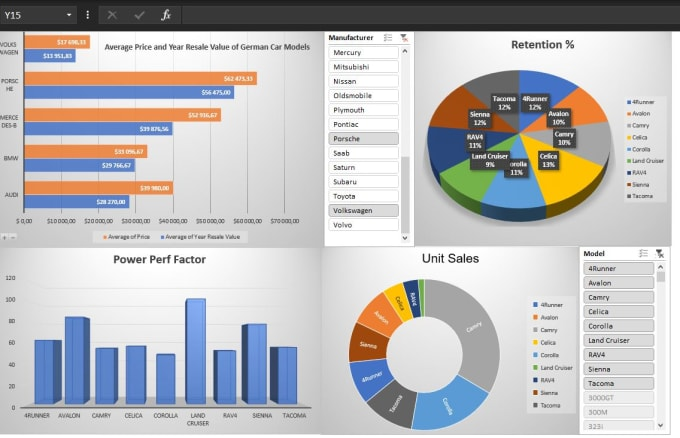 Y15
fx
Average Price and Year Resale Value of German Car Models
VOLKS
WAGEN
PORSC
HE
MERCE
DES-B
BMW
AUDI
$17 698,33
$13 951,83
$62 473,33
$56 475,00
$52 916,67
$39 876,56
$33 096,67
$29 766,67
$39 980,00
$28 270,00
$ 0,00
$10 000,00
$20 000,00
$30 000,00
$40 000,00
$50 000,00
$60 000,00
$70 000,00
Average of Price
Average of Year Resale Value
Manufacturer
Mercury
Mitsubishi
Nissan
Oldsmobile
Plymouth
Pontiac
Porsche
Saab
Saturn
Subaru
Toyota
Volkswagen
Volvo
Retention %
Tacoma
12%
4Runner
12%
Avalon
10%
Camry
10%
Celica
13%
Corolla
11%
Land Cruiser
9%
RAV4
11%
Sienna
12%
4Runner
Avalon
Camry
Celica
Corolla
Land Cruiser
RAV4
Sienna
Tacoma
Power Perf Factor
120
100
80
60
40
20
0
4RUNNER
AVALON
CAMRY
CELICA
COROLLA
LAND
CRUISER
RAV4
SIENNA
TACOMA
Unit Sales
Camry
Corolla
Tacoma
4Runner
Sienna
Avalon
Celica
RAV4
4Runner
Avalon
Camry
Celica
Corolla
Land Cruiser
RAV4
Sienna
Tacoma
Model
4Runner
Avalon
Camry
Celica
Corolla
Land Cruiser
RAV4
Sienna
Tacoma
3000GT
300M
323i